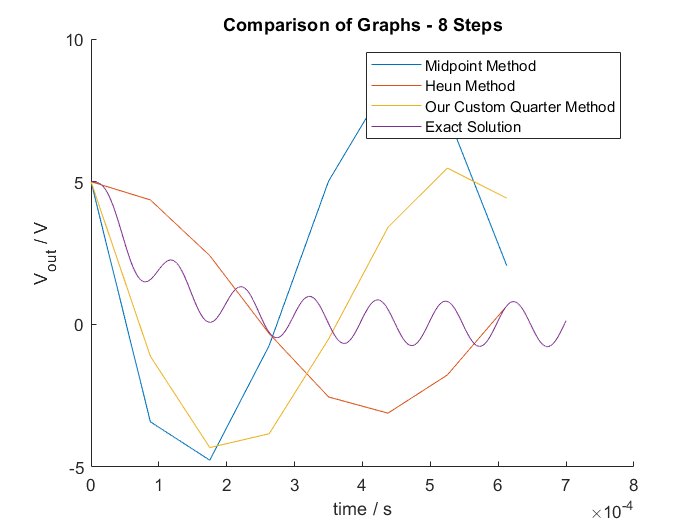 Comparison of Graphs - 8 Steps
10
5
0
-5
V_out / V
Midpoint Method
Heun Method
Our Custom Quarter Method
Exact Solution
0 1 2 3 4 5 6 7 8
time / s
×10^-4